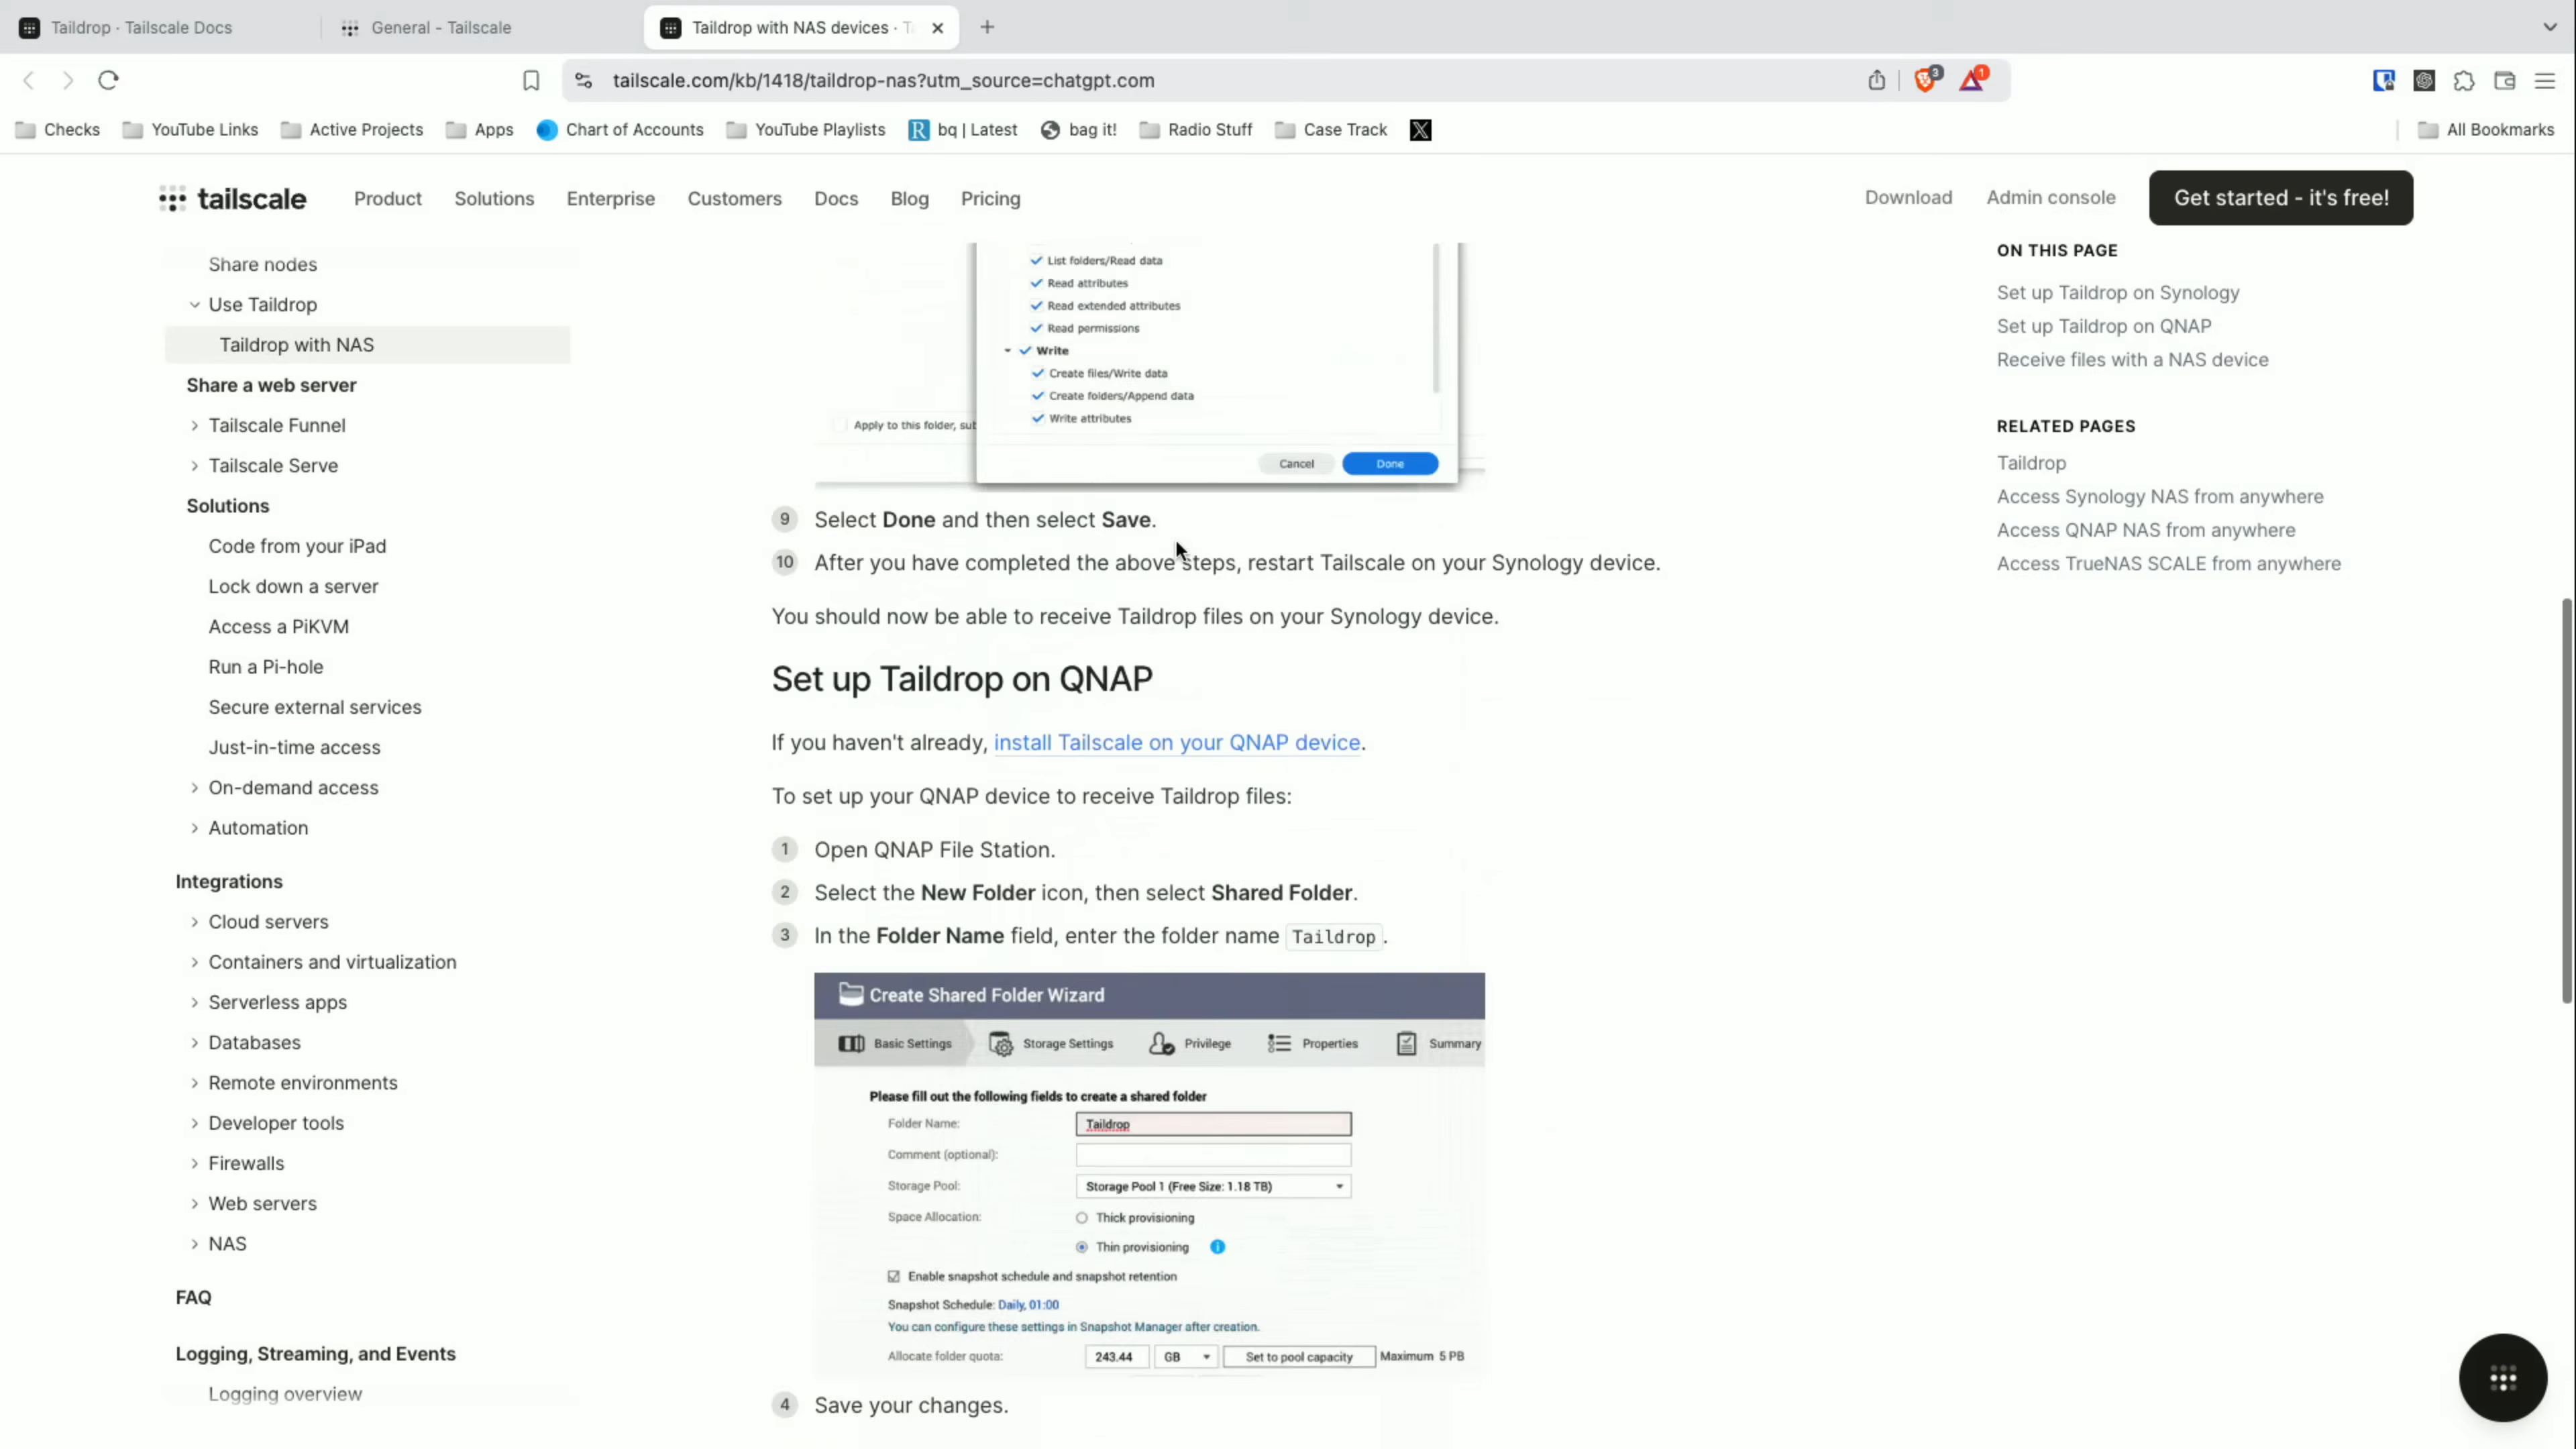 Taildrop · Tailscale Docs
General - Tailscale
Taildrop with NAS devices ·
tailscale.com/kb/1418/taildrop-nas?utm_source=chatgpt.com
3
1
Checks
YouTube Links
Active Projects
Apps
Chart of Accounts
YouTube Playlists
R bq | Latest
bag it!
Radio Stuff
Case Track
X
All Bookmarks
tailscale
Product
Solutions
Enterprise
Customers
Docs
Blog
Pricing
Download
Admin console
Get started - it's free!
Share nodes
Use Taildrop
Taildrop with NAS
Share a web server
Tailscale Funnel
Tailscale Serve
Solutions
Code from your iPad
Lock down a server
Access a PiKVM
Run a Pi-hole
Secure external services
Just-in-time access
On-demand access
Automation
Integrations
Cloud servers
Containers and virtualization
Serverless apps
Databases
Remote environments
Developer tools
Firewalls
Web servers
NAS
FAQ
Logging, Streaming, and Events
Logging overview
List folders/Read data
Read attributes
Read extended attributes
Read permissions
Write
Create files/Write data
Create folders/Append data
Write attributes
Apply to this folder, sub
Cancel
Done
9 Select Done and then select Save.
10 After you have completed the above steps, restart Tailscale on your Synology device.
You should now be able to receive Taildrop files on your Synology device.
Set up Taildrop on QNAP
If you haven't already, install Tailscale on your QNAP device.
To set up your QNAP device to receive Taildrop files:
1 Open QNAP File Station.
2 Select the New Folder icon, then select Shared Folder.
3 In the Folder Name field, enter the folder name Taildrop.
Create Shared Folder Wizard
Basic Settings
Storage Settings
Privilege
Properties
Summary
Please fill out the following fields to create a shared folder
Folder Name: Taildrop
Comment (optional):
Storage Pool: Storage Pool 1 (Free Size: 1.18 TB)
Space Allocation: Thick provisioning
Thin provisioning
Enable snapshot schedule and snapshot retention
Snapshot Schedule: Daily, 01:00
You can configure these settings in Snapshot Manager after creation.
Allocate folder quota: 243.44 GB Set to pool capacity Maximum 5 PB
4 Save your changes.
ON THIS PAGE
Set up Taildrop on Synology
Set up Taildrop on QNAP
Receive files with a NAS device
RELATED PAGES
Taildrop
Access Synology NAS from anywhere
Access QNAP NAS from anywhere
Access TrueNAS SCALE from anywhere